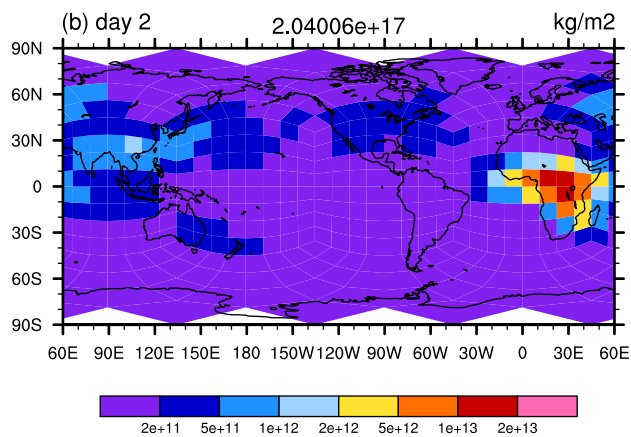 (b) day 2 2.04006e+17 kg/m2
90N
60N
30N
0
30S
60S
90S
60E 90E 120E 150E 180 150W 120W 90W 60W 30W 0 30E 60E
2e+11 5e+11 1e+12 2e+12 5e+12 1e+13 2e+13